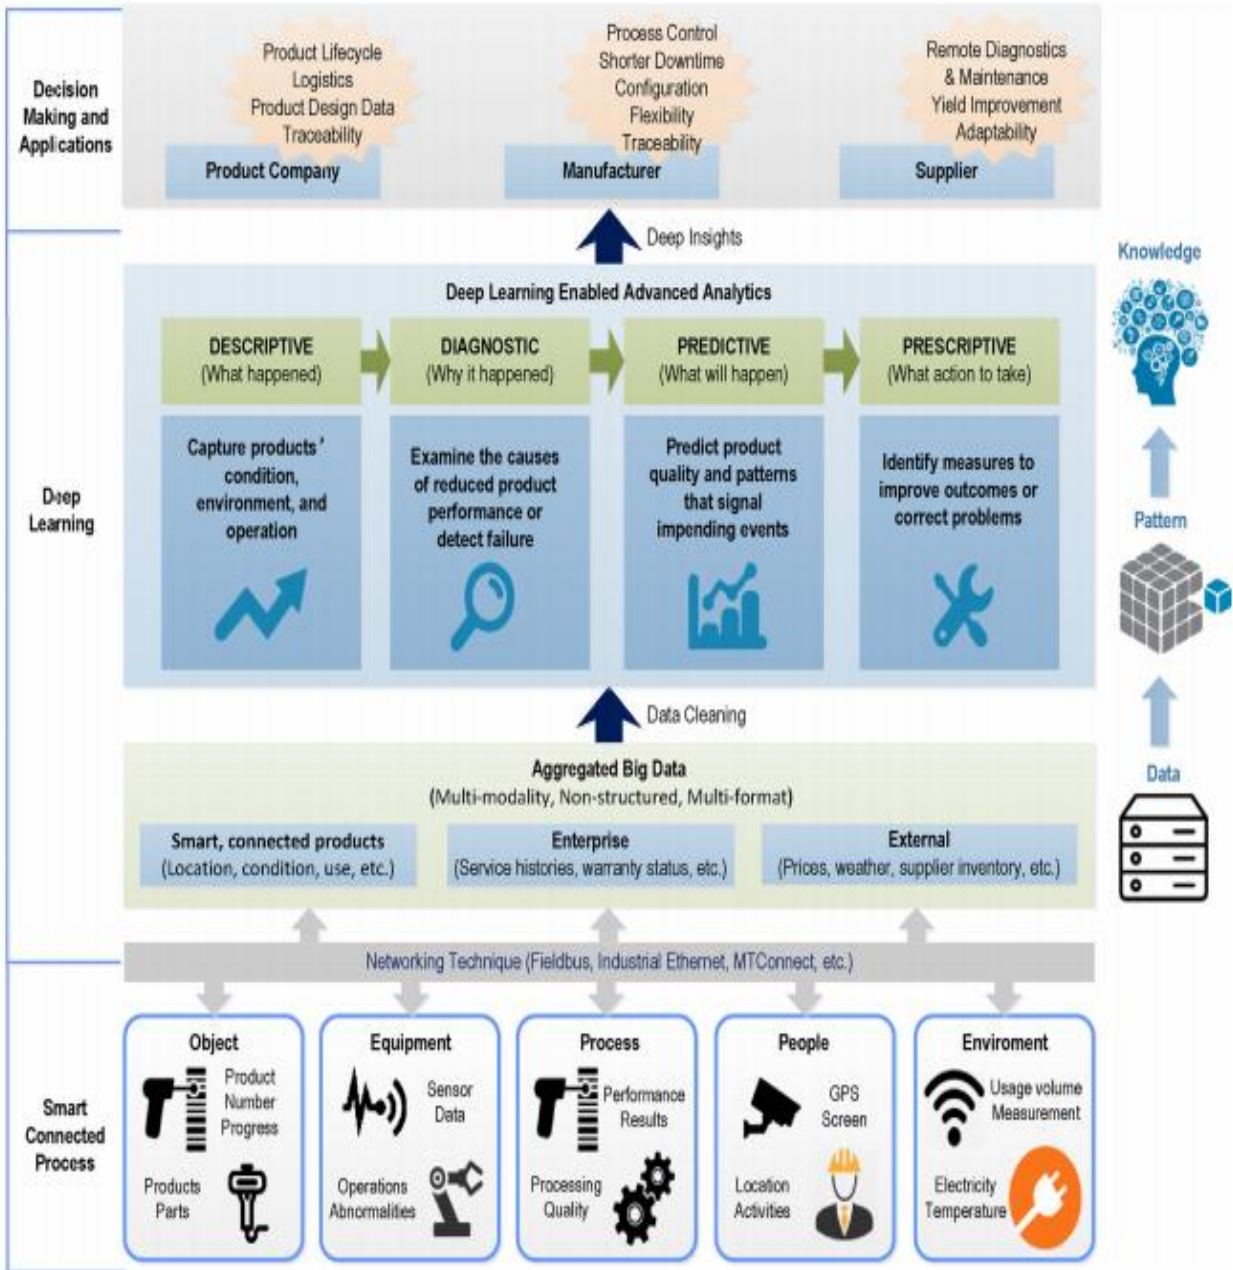 Decision
Making and
Applications
Product Lifecycle
Logistics
Product Design Data
Traceability
Product Company
Process Control
Shorter Downtime
Configuration
Flexibility
Traceability
Manufacturer
Remote Diagnostics
& Maintenance
Yield Improvement
Adaptability
Supplier
Deep Insights
Deep
Learning
Deep Learning Enabled Advanced Analytics
DESCRIPTIVE
(What happened)
DIAGNOSTIC
(Why it happened)
PREDICTIVE
(What will happen)
PRESCRIPTIVE
(What action to take)
Capture products'
condition,
environment, and
operation
Examine the causes
of reduced product
performance or
detect failure
Predict product
quality and patterns
that signal
impending events
Identify measures to
improve outcomes or
correct problems
Data Cleaning
Aggregated Big Data
(Multi-modality, Non-structured, Multi-format)
Smart, connected products
(Location, condition, use, etc.)
Enterprise
(Service histories, warranty status, etc.)
External
(Prices, weather, supplier inventory, etc.)
Knowledge
Pattern
Data
Networking Technique (Fieldbus, Industrial Ethernet, MTConnect, etc.)
Smart
Connected
Process
Object
Product
Number
Progress
Products
Parts
Equipment
Sensor
Data
Operations
Abnormalities
Process
Performance
Results
Processing
Quality
People
GPS
Screen
Location
Activities
Enviroment
Usage volume
Measurement
Electricity
Temperature